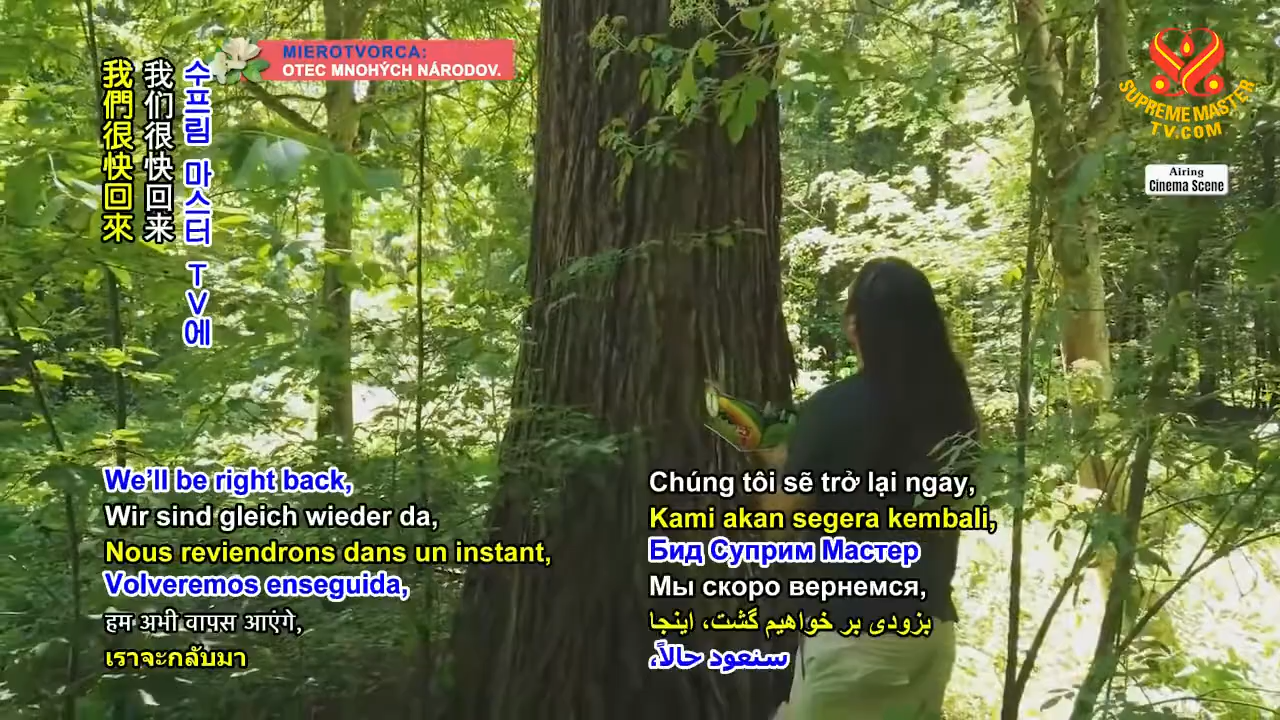 MIEROTVORCA:
OTEC MNOHÝCH NÁRODOV.
SUPREME MASTER
TV.COM
Airing
Cinema Scene
수프림 마스터 TV에
我们很快回来
我們很快回來
We'll be right back,
Wir sind gleich wieder da,
Nous reviendrons dans un instant,
Volveremos enseguida,
हम अभी वापस आएंगे,
เราจะกลับมา
Chúng tôi sẽ trở lại ngay,
Kami akan segera kembali,
Бид Суприм Мастер
Мы скоро вернемся,
بزودی بر خواهیم گشت، اینجا
سنعود حالاً،